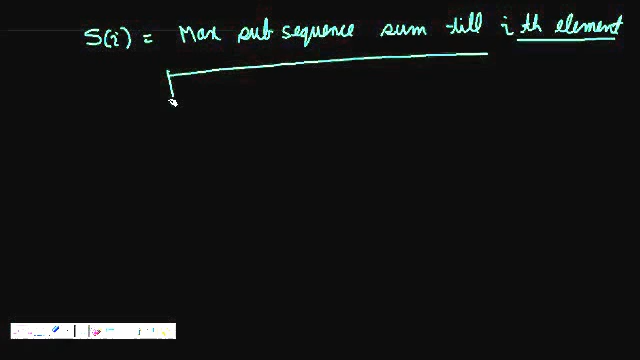 S(i) = Max sub sequence sum till i th element